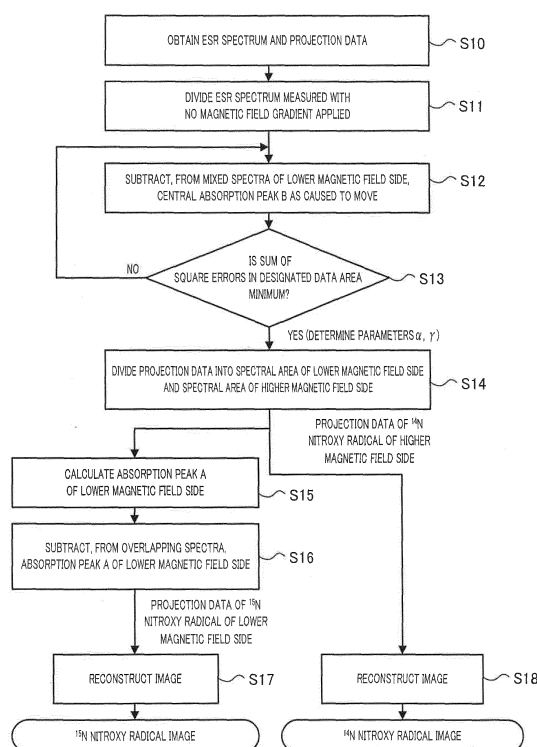 OBTAIN ESR SPECTRUM AND PROJECTION DATA
S10
DIVIDE ESR SPECTRUM MEASURED WITH
NO MAGNETIC FIELD GRADIENT APPLIED
S11
SUBTRACT, FROM MIXED SPECTRA OF LOWER MAGNETIC FIELD SIDE,
CENTRAL ABSORPTION PEAK B AS CAUSED TO MOVE
S12
IS SUM OF
SQUARE ERRORS IN DESIGNATED DATA AREA
MINIMUM?
S13
NO
YES (DETERMINE PARAMETERS α, γ)
DIVIDE PROJECTION DATA INTO SPECTRAL AREA OF LOWER MAGNETIC FIELD SIDE
AND SPECTRAL AREA OF HIGHER MAGNETIC FIELD SIDE
S14
PROJECTION DATA OF ¹⁴N
NITROXY RADICAL OF HIGHER
MAGNETIC FIELD SIDE
CALCULATE ABSORPTION PEAK A
OF LOWER MAGNETIC FIELD SIDE
S15
SUBTRACT, FROM OVERLAPPING SPECTRA,
ABSORPTION PEAK A OF LOWER MAGNETIC FIELD SIDE
S16
PROJECTION DATA OF ¹⁵N
NITROXY RADICAL OF LOWER
MAGNETIC FIELD SIDE
RECONSTRUCT IMAGE
S17
RECONSTRUCT IMAGE
S18
¹⁵N NITROXY RADICAL IMAGE
¹⁴N NITROXY RADICAL IMAGE